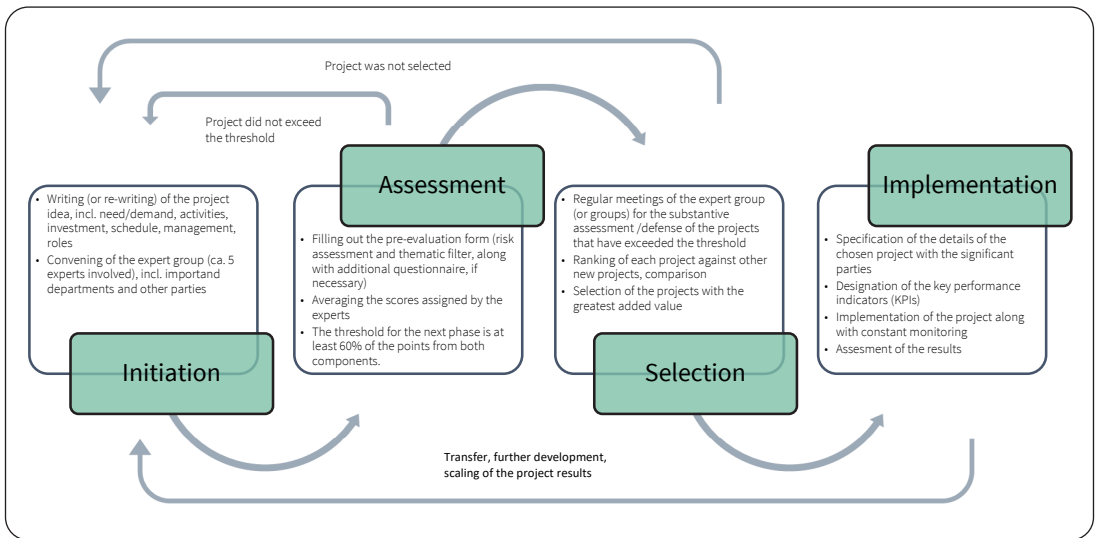 Project was not selected
Project did not exceed
the threshold
• Writing (or re-writing) of the project
idea, incl. need/demand, activities,
investment, schedule, management,
roles
• Convening of the expert group (ca. 5
experts involved), incl. importand
departments and other parties
Initiation
Assessment
• Filling out the pre-evaluation form (risk
assessment and thematic filter, along
with additional questionnaire, if
necessary)
• Averaging the scores assigned by the
experts
• The threshold for the next phase is at
least 60% of the points from both
components.
• Regular meetings of the expert group
(or groups) for the substantive
assessment /defense of the projects
that have exceeded the threshold
• Ranking of each project against other
new projects, comparison
• Selection of the projects with the
greatest added value
Selection
Implementation
• Specification of the details of the
chosen project with the significant
parties
• Designation of the key performance
indicators (KPIs)
• Implementation of the project along
with constant monitoring
• Assesment of the results
Transfer, further development,
scaling of the project results